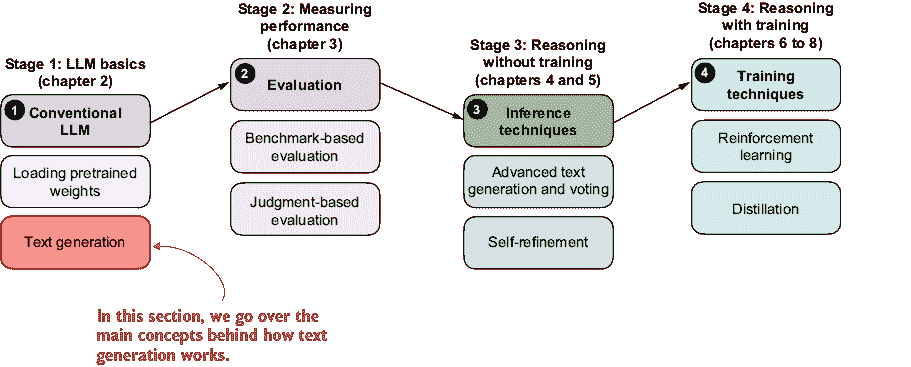 Stage 1: LLM basics
(chapter 2)
1
Conventional
LLM
Loading pretrained
weights
Text generation
Stage 2: Measuring
performance
(chapter 3)
2
Evaluation
Benchmark-based
evaluation
Judgment-based
evaluation
Stage 3: Reasoning
without training
(chapters 4 and 5)
3
Inference
techniques
Advanced text
generation and voting
Self-refinement
Stage 4: Reasoning
with training
(chapters 6 to 8)
4
Training
techniques
Reinforcement
learning
Distillation
In this section, we go over the
main concepts behind how text
generation works.